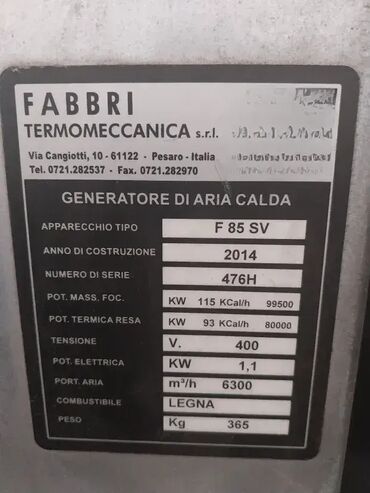 FABBRI
TERMOMECCANICA s.r.l.
Via Cangiotti, 10 - 61122 - Pesaro - Italia
Tel. 0721.282537 - Fax. 0721.282970
GENERATORE DI ARIA CALDA
APPARECCHIO TIPO F 85 SV
ANNO DI COSTRUZIONE 2014
NUMERO DI SERIE 476H
POT. MASS. FOC. KW 115 KCal/h 99500
POT. TERMICA RESA KW 93 KCal/h 80000
TENSIONE V. 400
POT. ELETTRICA KW 1,1
PORT. ARIA m³/h 6300
COMBUSTIBILE LEGNA
PESO Kg 365